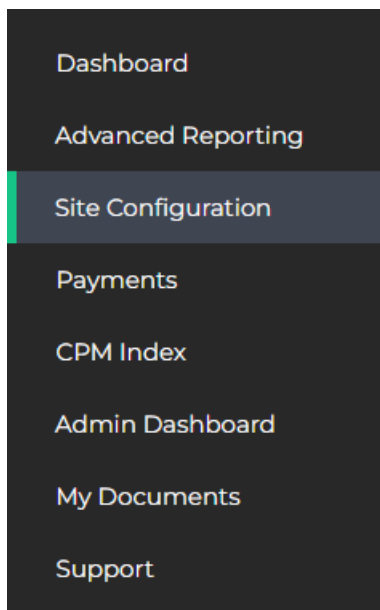 Dashboard
Advanced Reporting
Site Configuration
Payments
CPM Index
Admin Dashboard
My Documents
Support